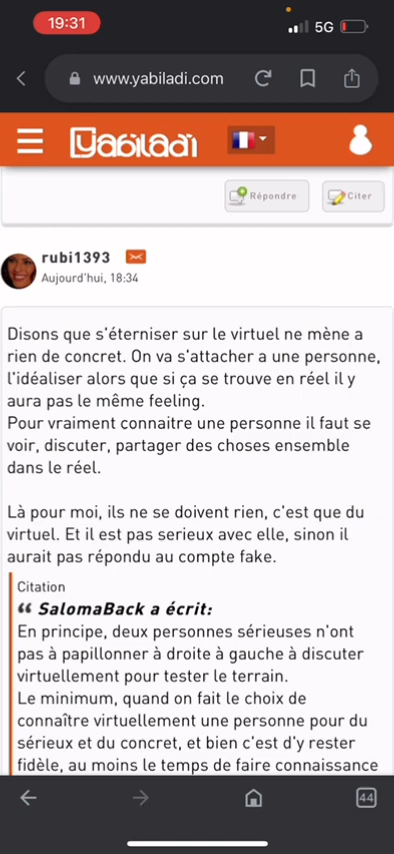 19:31
5G
www.yabiladi.com
Yabiladi
Répondre
Citer
rubi1393
Aujourd'hui, 18:34
Disons que s'éterniser sur le virtuel ne mène a
rien de concret. On va s'attacher a une personne,
l'idéaliser alors que si ça se trouve en réel il y
aura pas le même feeling.
Pour vraiment connaitre une personne il faut se
voir, discuter, partager des choses ensemble
dans le réel.
Là pour moi, ils ne se doivent rien, c'est que du
virtuel. Et il est pas serieux avec elle, sinon il
aurait pas répondu au compte fake.
Citation
“ SalomaBack a écrit:
En principe, deux personnes sérieuses n'ont
pas à papillonner à droite à gauche à discuter
virtuellement pour tester le terrain.
Le minimum, quand on fait le choix de
connaître virtuellement une personne pour du
sérieux et du concret, et bien c'est d'y rester
fidèle, au moins le temps de faire connaissance
44